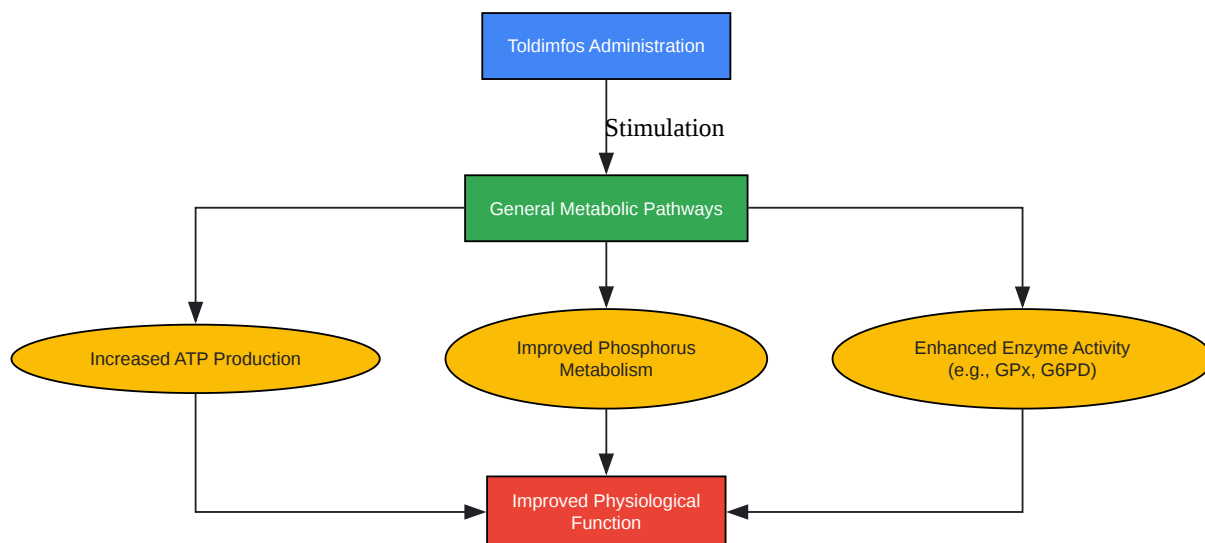 Toldimfos Administration
Stimulation
General Metabolic Pathways
Increased ATP Production
Improved Phosphorus
Metabolism
Enhanced Enzyme Activity
(e.g., GPx, G6PD)
Improved Physiological
Function